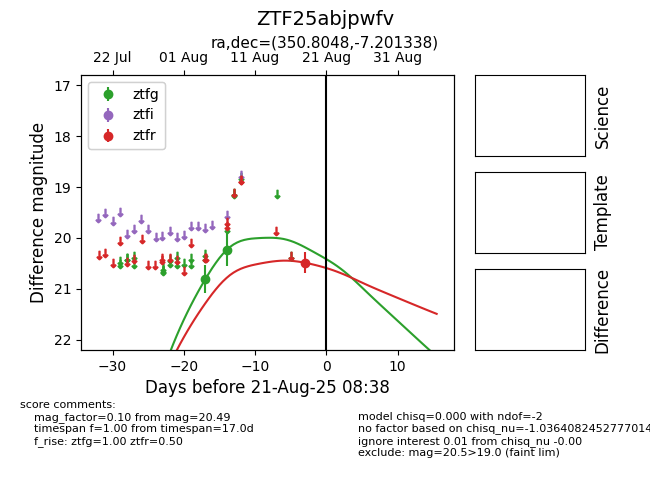 ZTF25abjpwfv
ra,dec=(350.8048,-7.201338)
22 Jul 01 Aug 11 Aug 21 Aug 31 Aug
ztfg
ztfi
ztfr
17
18
19
20
21
22
Difference magnitude
−30 −20 −10 0 10
Days before 21-Aug-25 08:38
Science
Template
Difference
score comments:
mag_factor=0.10 from mag=20.49
timespan f=1.00 from timespan=17.0d
f_rise: ztfg=1.00 ztfr=0.50
model chisq=0.000 with ndof=-2
no factor based on chisq_nu=-1.0364082452777014
ignore interest 0.01 from chisq_nu -0.00
exclude: mag=20.5>19.0 (faint lim)